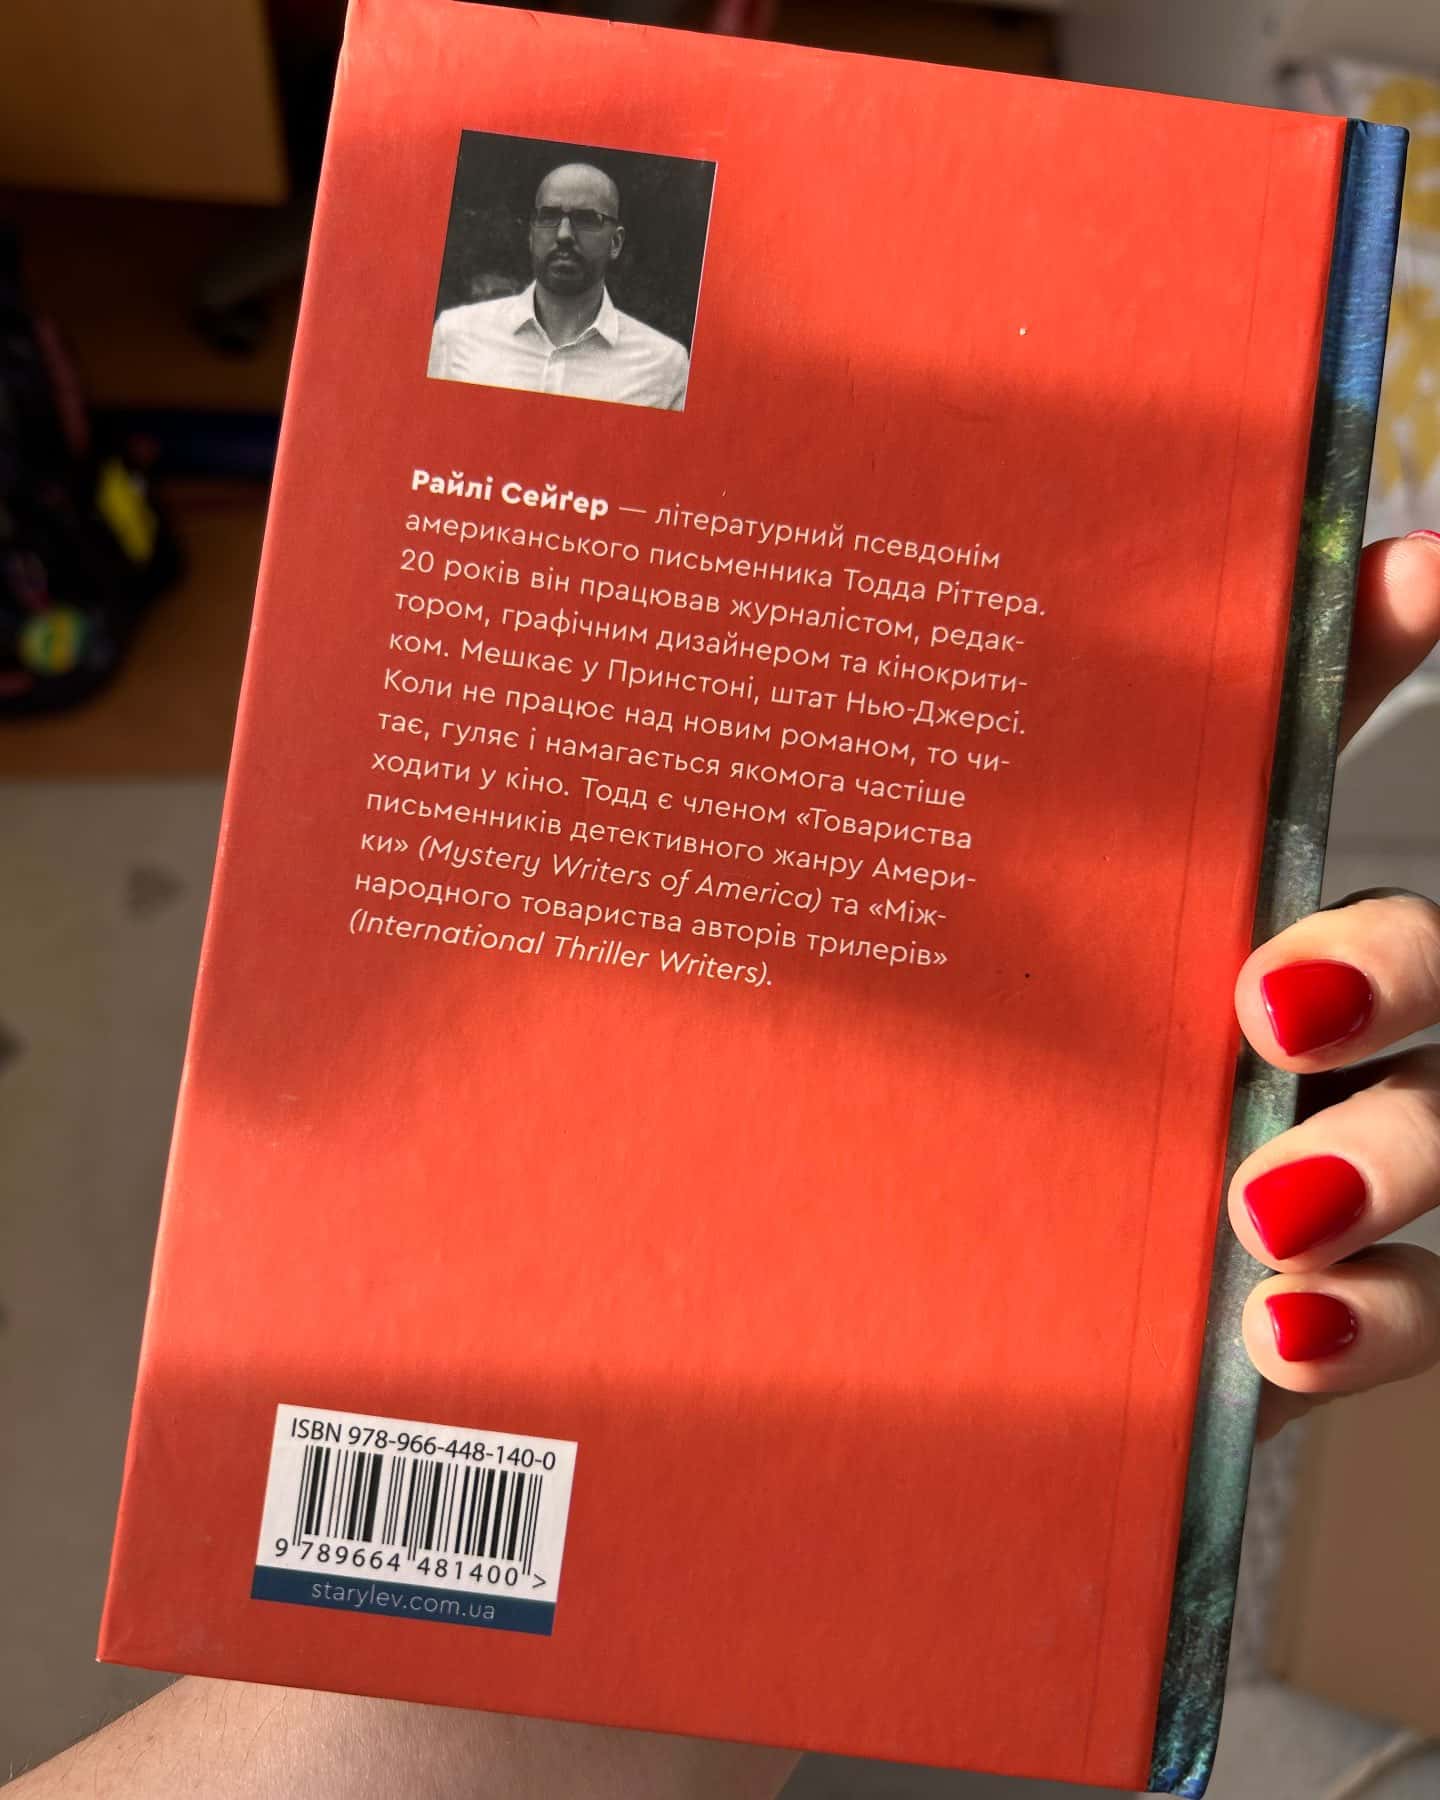 Райлі Сейґер — літературний псевдонім
американського письменника Тодда Ріттера.
20 років він працював журналістом, редак-
тором, графічним дизайнером та кінокрити-
ком. Мешкає у Принстоні, штат Нью-Джерсі.
Коли не працює над новим романом, то чи-
тає, гуляє і намагається якомога частіше
ходити у кіно. Тодд є членом «Товариства
письменників детективного жанру Амери-
ки» (Mystery Writers of America) та «Між-
народного товариства авторів трилерів»
(International Thriller Writers).
ISBN 978-966-448-140-0
9 789664 481400 >
starylev.com.ua